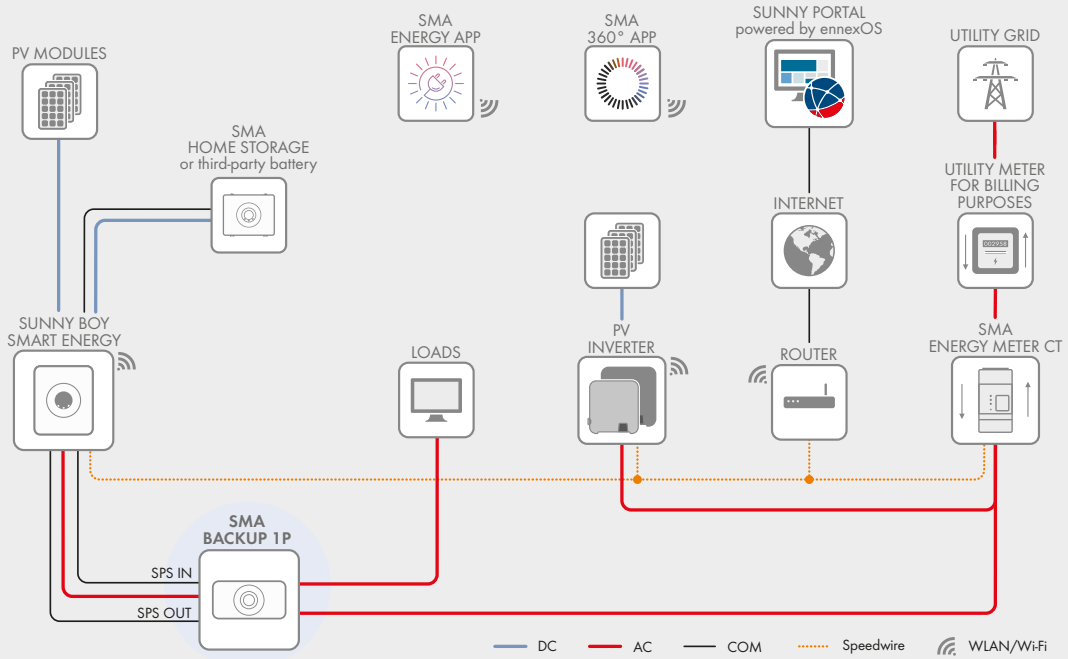 PV MODULES
SMA
ENERGY APP
SMA
360° APP
SUNNY PORTAL
powered by ennexOS
UTILITY GRID
SMA
HOME STORAGE
or third-party battery
INTERNET
UTILITY METER
FOR BILLING
PURPOSES
002958
SUNNY BOY
SMART ENERGY
LOADS
PV
INVERTER
ROUTER
SMA
ENERGY METER CT
SMA
BACKUP 1P
SPS IN
SPS OUT
DC
AC
COM
Speedwire
WLAN/Wi-Fi